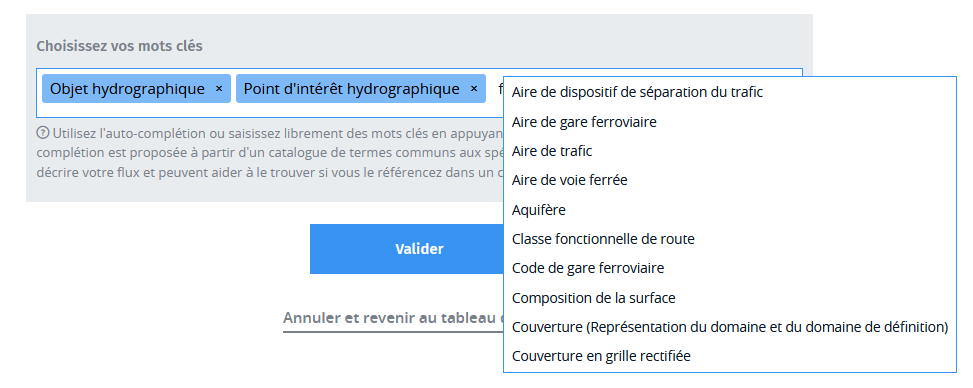 Choisissez vos mots clés
Objet hydrographique × Point d'intérêt hydrographique × f
Utilisez l'auto-complétion ou saisissez librement des mots clés en appuyan
complétion est proposée à partir d'un catalogue de termes communs aux spé
décrire votre flux et peuvent aider à le trouver si vous le référencez dans un c
Aire de dispositif de séparation du trafic
Aire de gare ferroviaire
Aire de trafic
Aire de voie ferrée
Aquifère
Classe fonctionnelle de route
Code de gare ferroviaire
Composition de la surface
Couverture (Représentation du domaine et du domaine de définition)
Couverture en grille rectifiée
Valider
Annuler et revenir au tableau